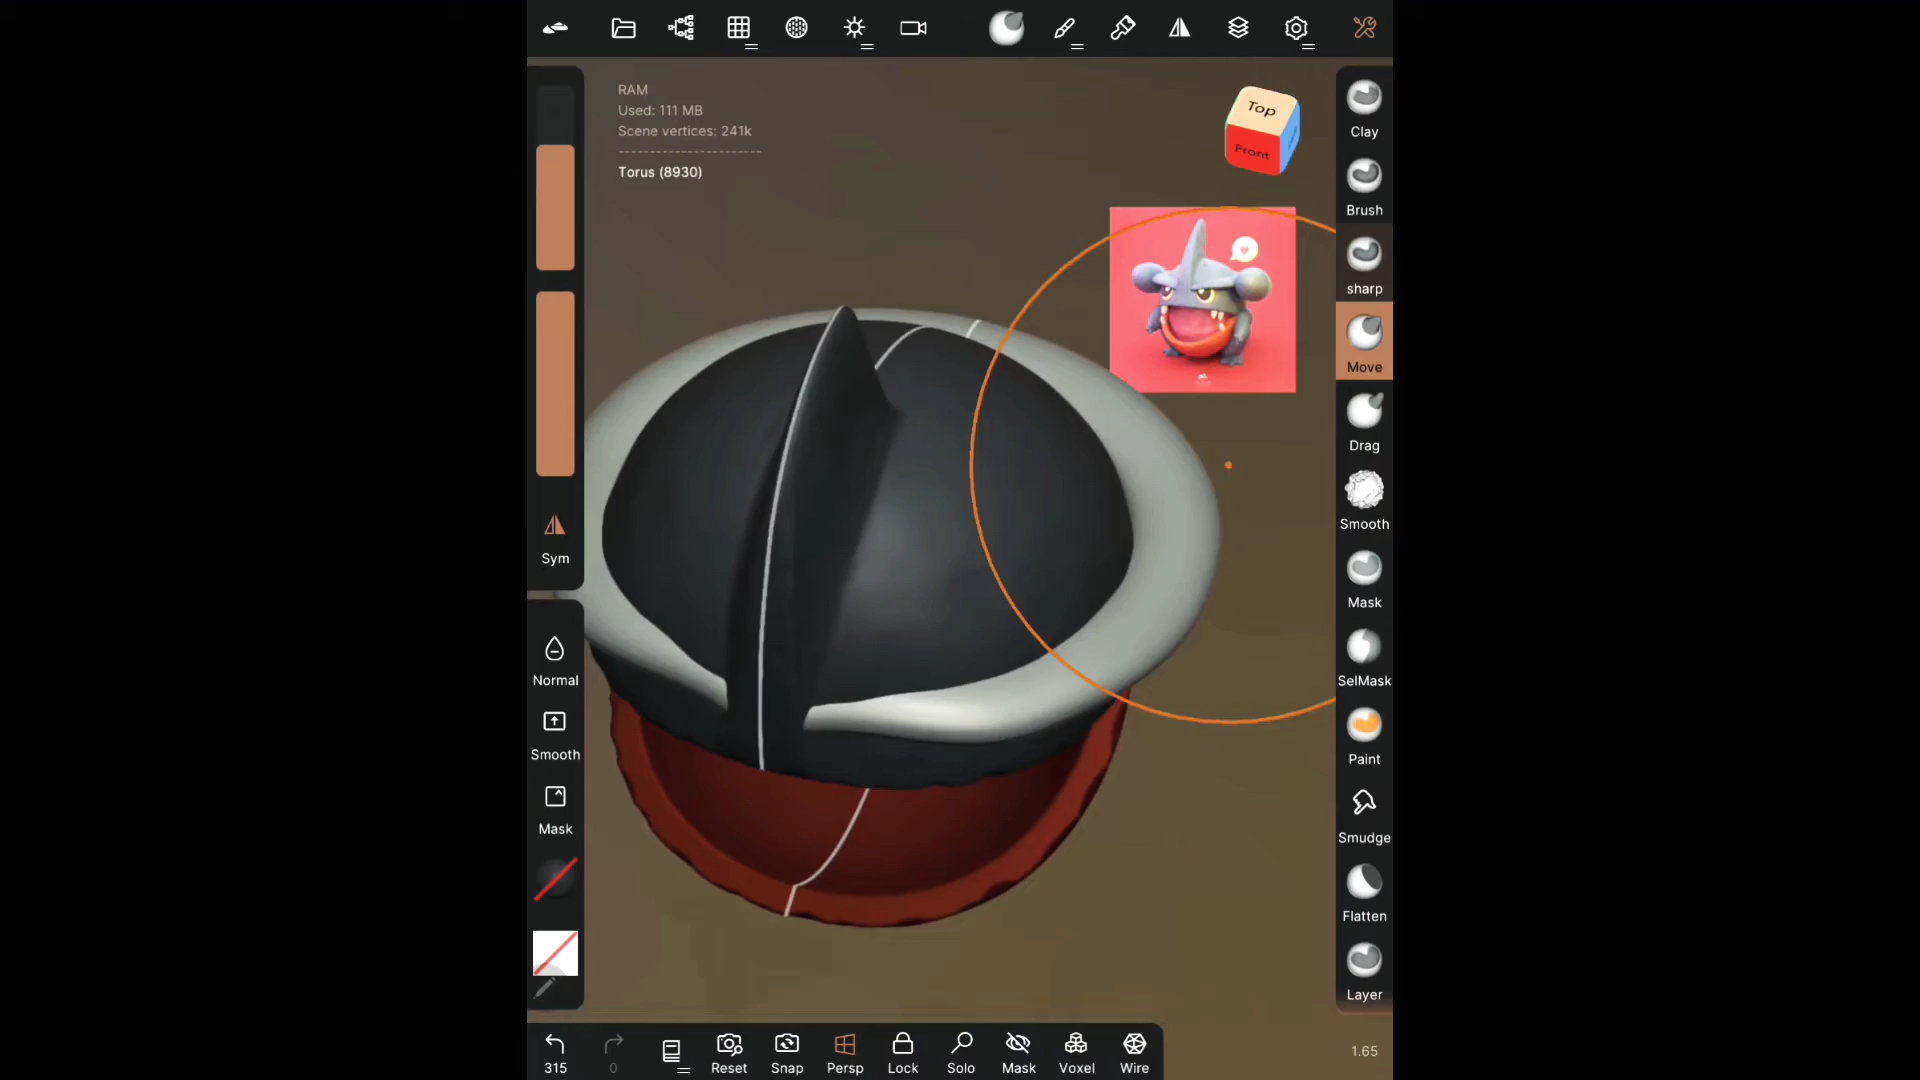 RAM
Used: 111 MB
Scene vertices: 241k
Torus (8930)
Top
Front
Sym
Normal
Smooth
Mask
Clay
Brush
sharp
Move
Drag
Smooth
Mask
SelMask
Paint
Smudge
Flatten
Layer
315
0
Reset
Snap
Persp
Lock
Solo
Mask
Voxel
Wire
1.65